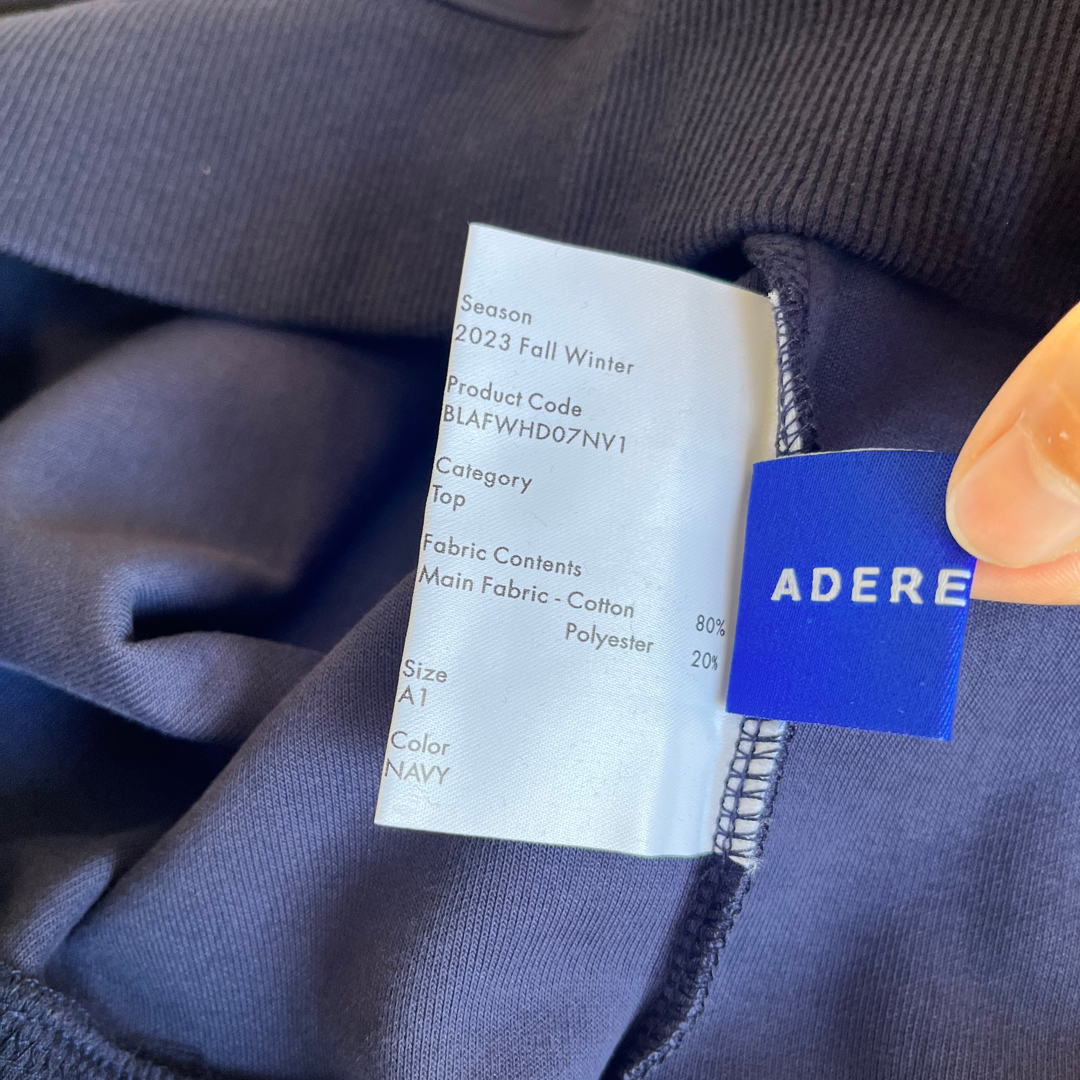 Season
2023 Fall Winter
Product Code
BLAFWHD07NV1
Category
Top
Fabric Contents
Main Fabric - Cotton 80%
Polyester 20%
Size
A1
Color
NAVY
ADERE